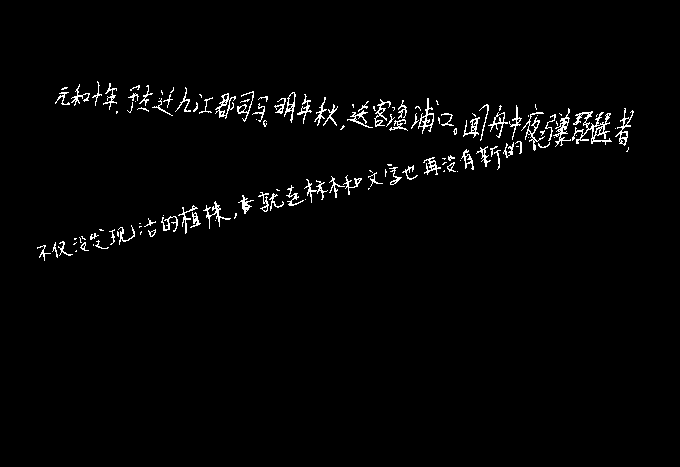 元和十年，予左迁九江郡司马。明年秋，送客湓浦口。闻舟中夜弹琵琶者，
不仅没发现活的植株，就连标本和文字也再没有新的